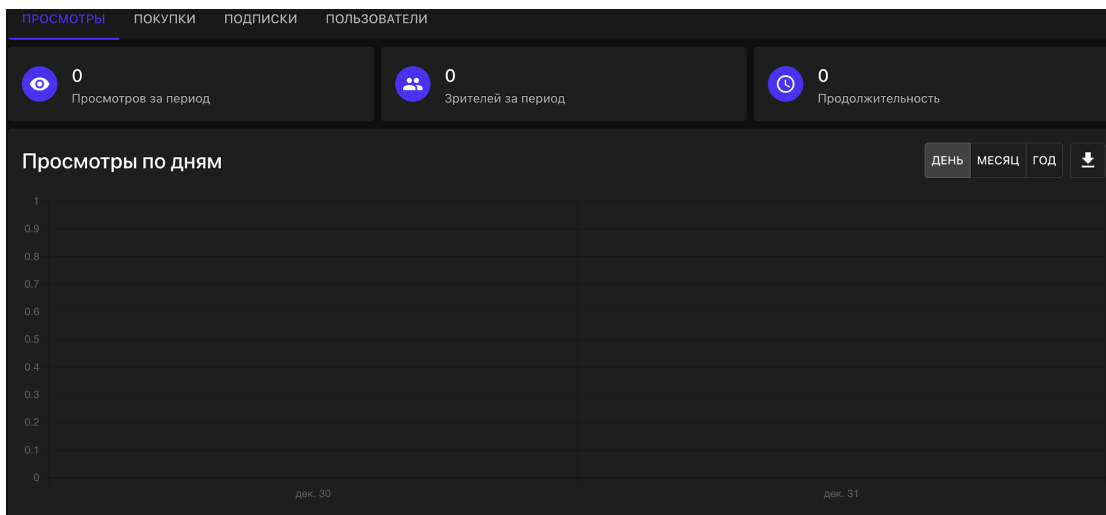 ПРОСМОТРЫ ПОКУПКИ ПОДПИСКИ ПОЛЬЗОВАТЕЛИ
0 0 0
Просмотров за период Зрителей за период Продолжительность
Просмотры по дням ДЕНЬ МЕСЯЦ ГОД
1
0.9
0.8
0.7
0.6
0.5
0.4
0.3
0.2
0.1
0
дек. 30 дек. 31